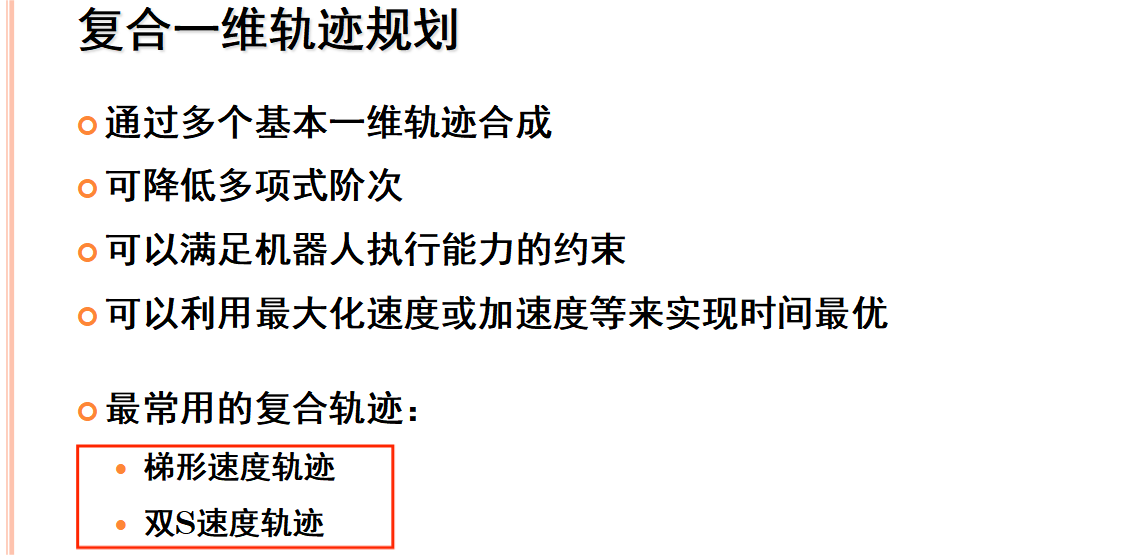 复合一维轨迹规划
通过多个基本一维轨迹合成
可降低多项式阶次
可以满足机器人执行能力的约束
可以利用最大化速度或加速度等来实现时间最优
最常用的复合轨迹：
梯形速度轨迹
双S速度轨迹